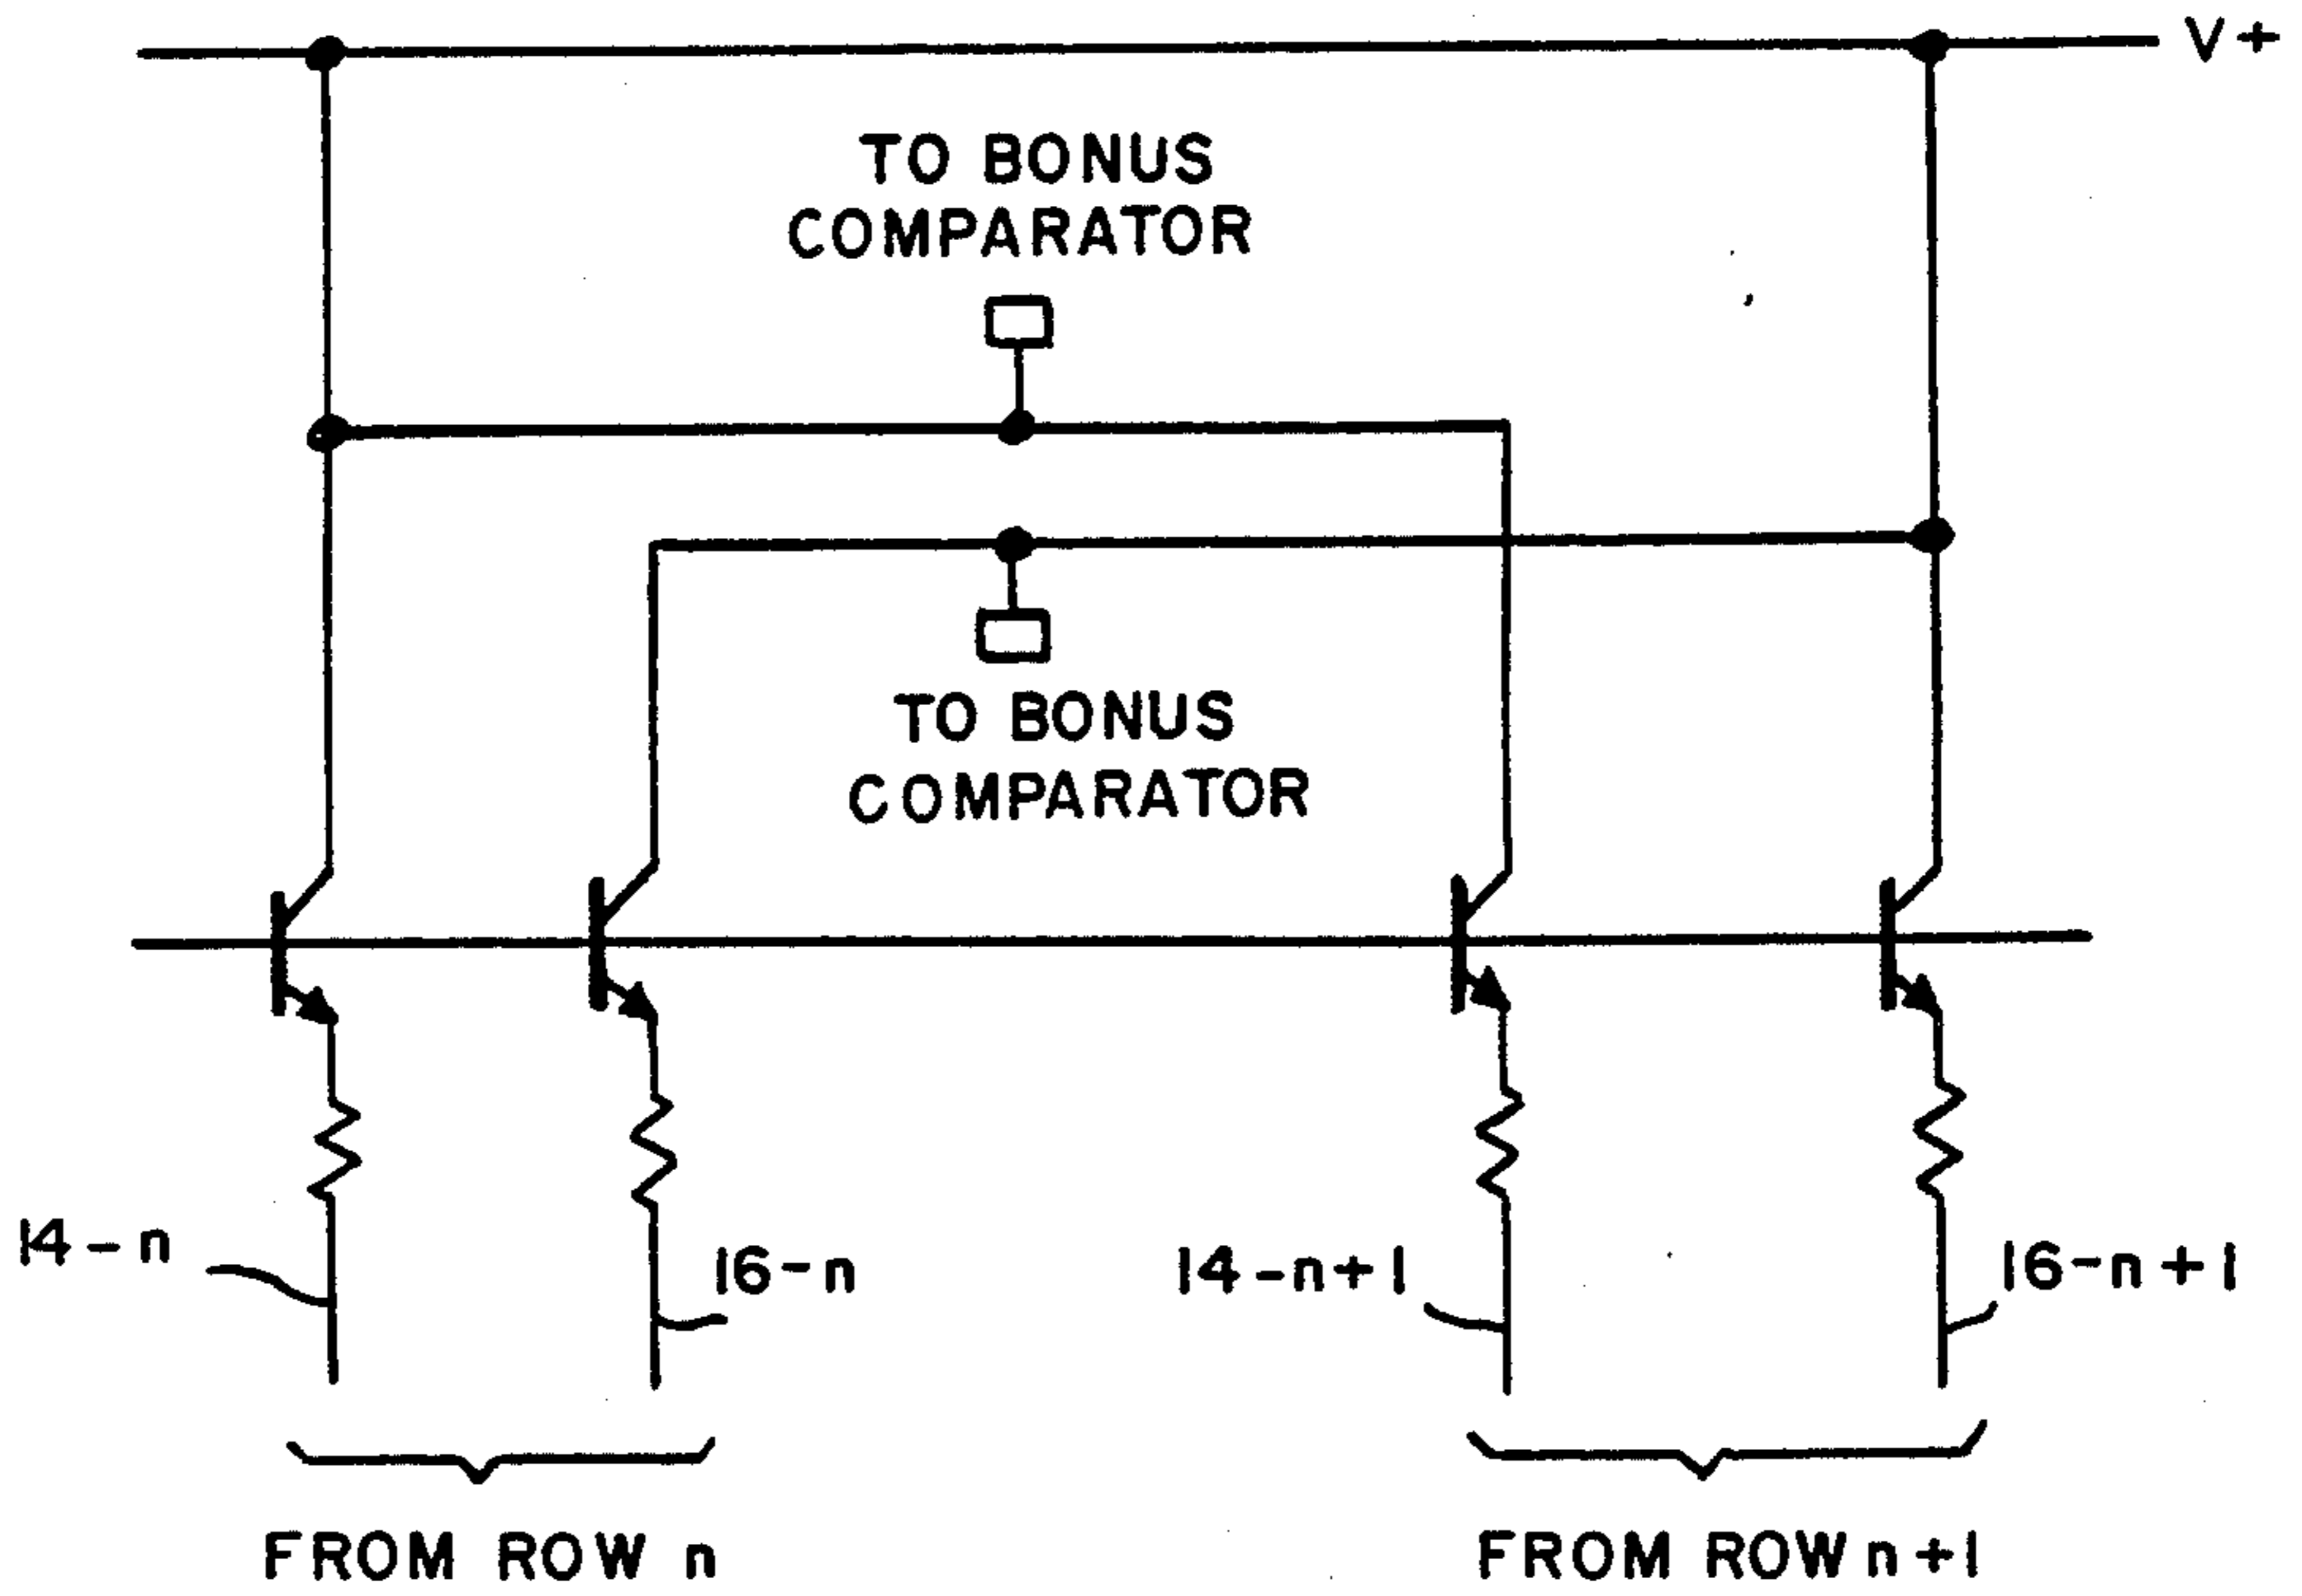 V+
TO BONUS
COMPARATOR
TO BONUS
COMPARATOR
14-n
16-n
14-n+1
16-n+1
FROM ROW n
FROM ROW n+1